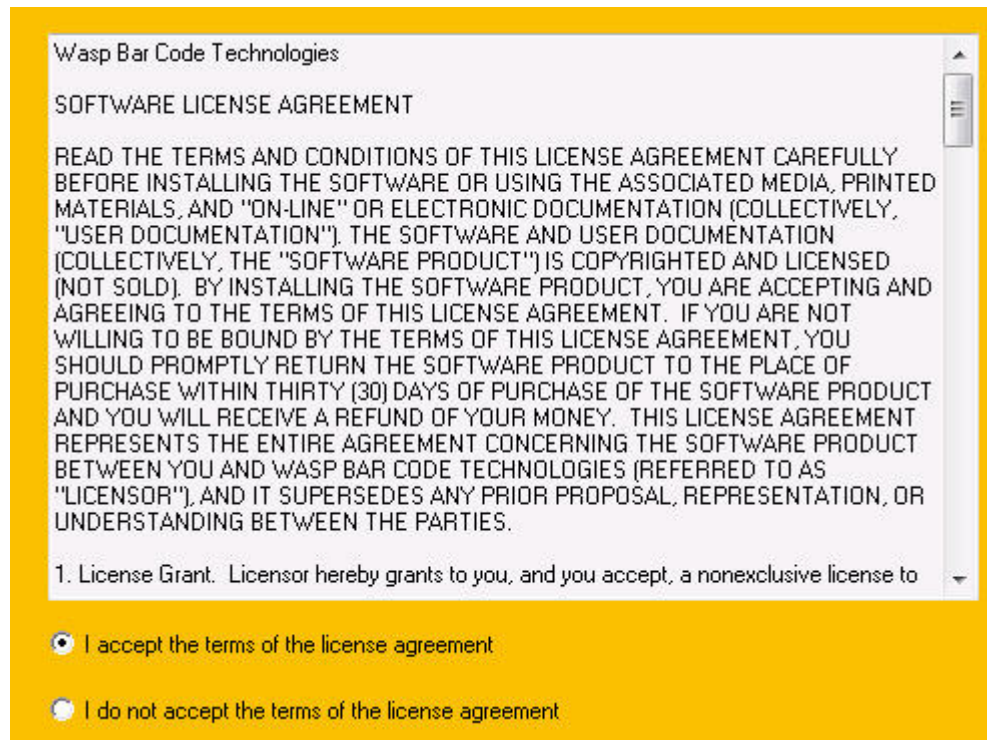 Wasp Bar Code Technologies
SOFTWARE LICENSE AGREEMENT
READ THE TERMS AND CONDITIONS OF THIS LICENSE AGREEMENT CAREFULLY
BEFORE INSTALLING THE SOFTWARE OR USING THE ASSOCIATED MEDIA, PRINTED
MATERIALS, AND "ON-LINE" OR ELECTRONIC DOCUMENTATION (COLLECTIVELY,
"USER DOCUMENTATION"). THE SOFTWARE AND USER DOCUMENTATION
(COLLECTIVELY, THE "SOFTWARE PRODUCT") IS COPYRIGHTED AND LICENSED
(NOT SOLD).  BY INSTALLING THE SOFTWARE PRODUCT, YOU ARE ACCEPTING AND
AGREEING TO THE TERMS OF THIS LICENSE AGREEMENT.  IF YOU ARE NOT
WILLING TO BE BOUND BY THE TERMS OF THIS LICENSE AGREEMENT, YOU
SHOULD PROMPTLY RETURN THE SOFTWARE PRODUCT TO THE PLACE OF
PURCHASE WITHIN THIRTY (30) DAYS OF PURCHASE OF THE SOFTWARE PRODUCT
AND YOU WILL RECEIVE A REFUND OF YOUR MONEY.  THIS LICENSE AGREEMENT
REPRESENTS THE ENTIRE AGREEMENT CONCERNING THE SOFTWARE PRODUCT
BETWEEN YOU AND WASP BAR CODE TECHNOLOGIES (REFERRED TO AS
"LICENSOR"), AND IT SUPERSEDES ANY PRIOR PROPOSAL, REPRESENTATION, OR
UNDERSTANDING BETWEEN THE PARTIES.
1. License Grant.  Licensor hereby grants to you, and you accept, a nonexclusive license to
I accept the terms of the license agreement
I do not accept the terms of the license agreement